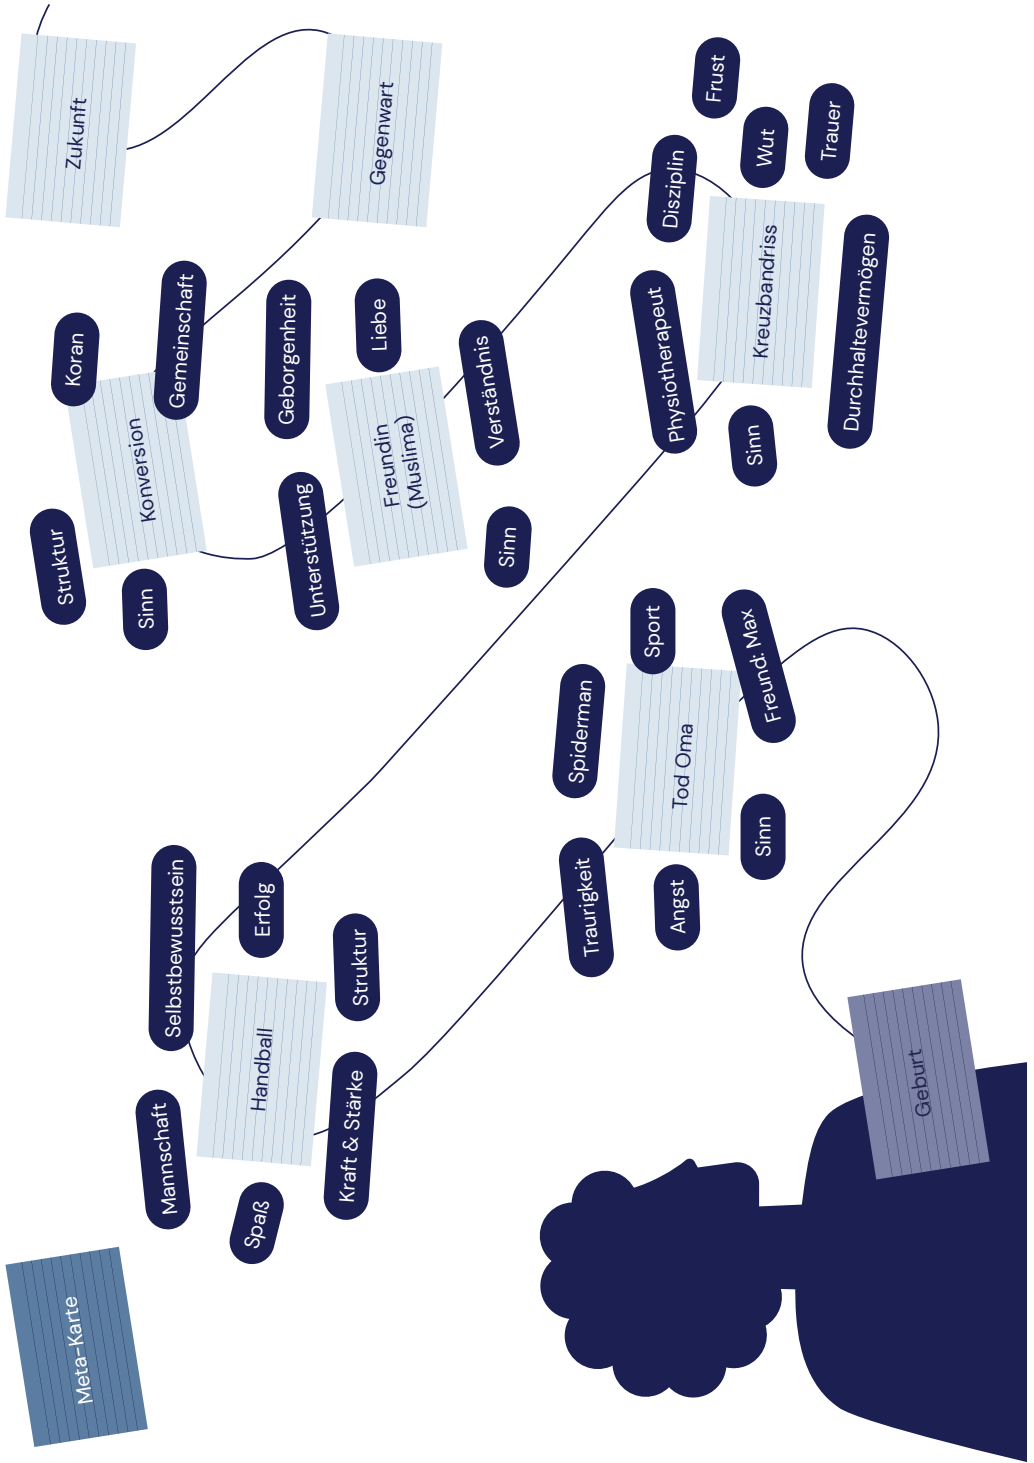 Meta-Karte
Geburt
Freund: Max
Sport
Spiderman
Tod Oma
Sinn
Angst
Traurigkeit
Kraft & Stärke
Struktur
Handball
Spaß
Mannschaft
Selbstbewusstsein
Erfolg
Physiotherapeut
Sinn
Kreuzbandriss
Durchhaltevermögen
Disziplin
Frust
Wut
Trauer
Verständnis
Sinn
Liebe
Freundin
(Muslima)
Geborgenheit
Unterstützung
Konversion
Sinn
Struktur
Koran
Gemeinschaft
Gegenwart
Zukunft